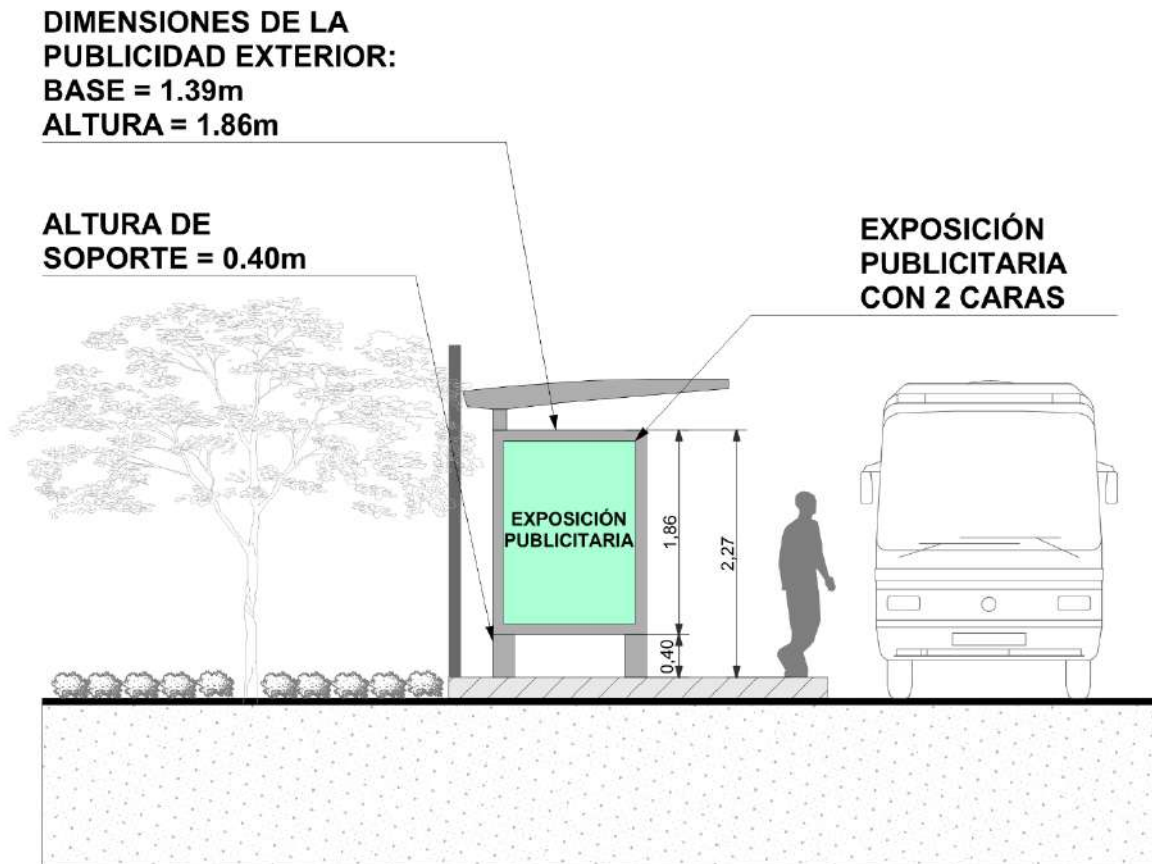 DIMENSIONES DE LA
PUBLICIDAD EXTERIOR:
BASE = 1.39m
ALTURA = 1.86m
ALTURA DE
SOPORTE = 0.40m
EXPOSICIÓN
PUBLICITARIA
CON 2 CARAS
EXPOSICIÓN
PUBLICITARIA
1,86
2,27
0,40